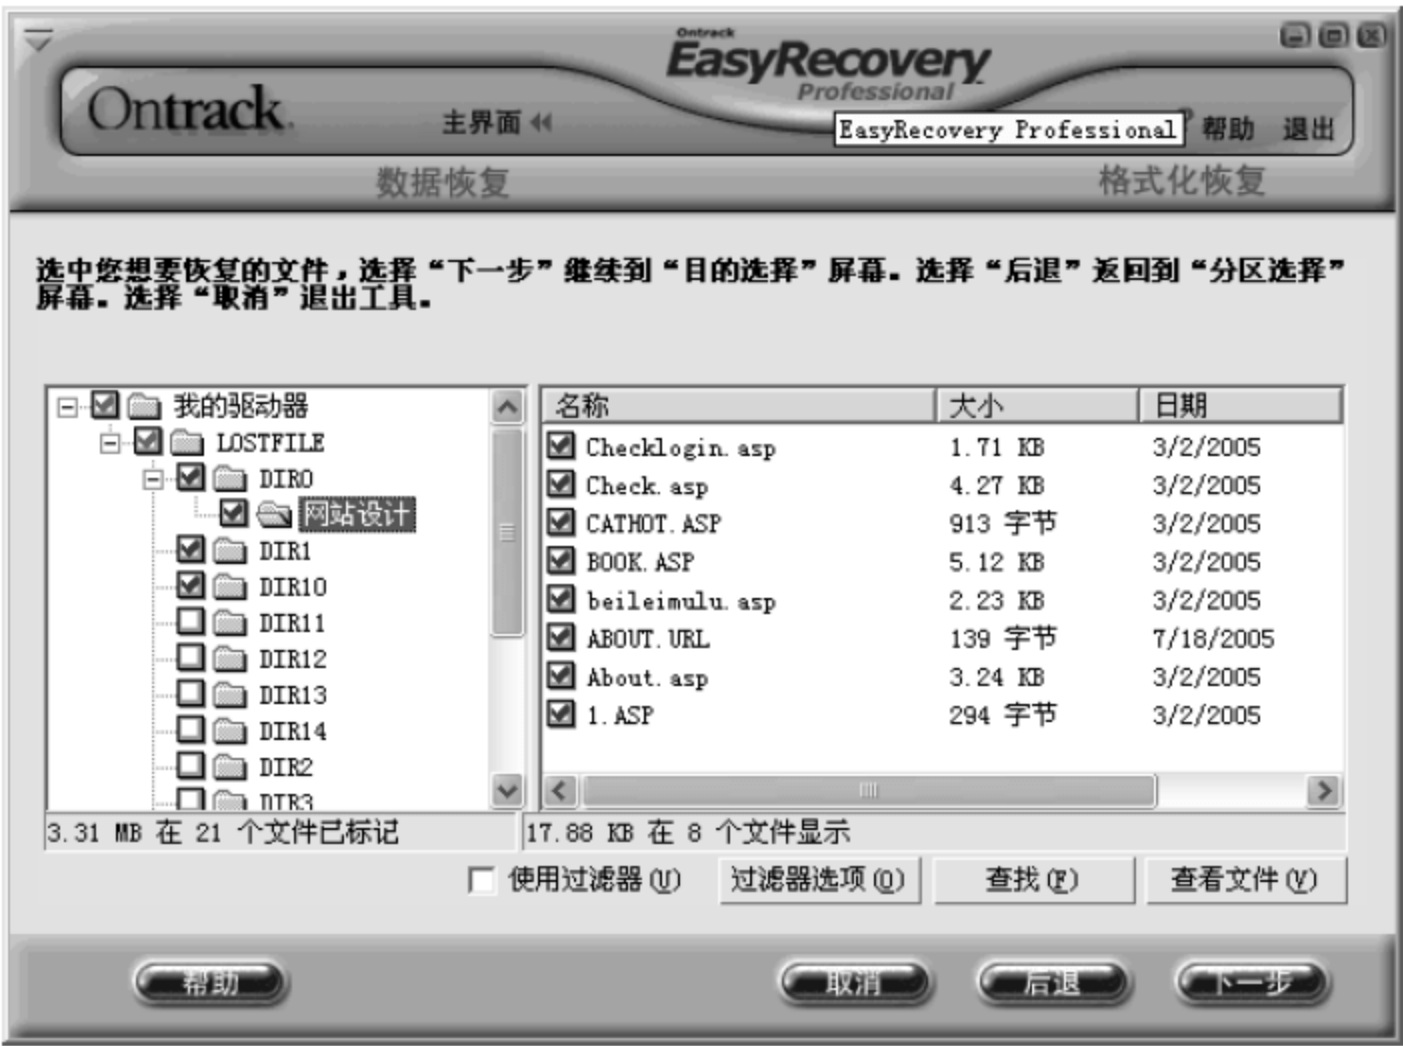 Ontrack
EasyRecovery
Professional
Ontrack
主界面
EasyRecovery Professional
帮助
退出
数据恢复
格式化恢复
选中您想要恢复的文件，选择“下一步”继续到“目的选择”屏幕。选择“后退”返回到“分区选择”
屏幕。选择“取消”退出工具。
我的驱动器
LOSTFILE
DIR0
网站设计
DIR1
DIR10
DIR11
DIR12
DIR13
DIR14
DIR2
DIR3
名称 大小 日期
Checklogin.asp 1.71 KB 3/2/2005
Check.asp 4.27 KB 3/2/2005
CATHOT.ASP 913 字节 3/2/2005
BOOK.ASP 5.12 KB 3/2/2005
beileimulu.asp 2.23 KB 3/2/2005
ABOUT.URL 139 字节 7/18/2005
About.asp 3.24 KB 3/2/2005
1.ASP 294 字节 3/2/2005
3.31 MB 在 21 个文件已标记
17.88 KB 在 8 个文件显示
使用过滤器(U)
过滤器选项(O)
查找(F)
查看文件(V)
帮助
取消
后退
下一步